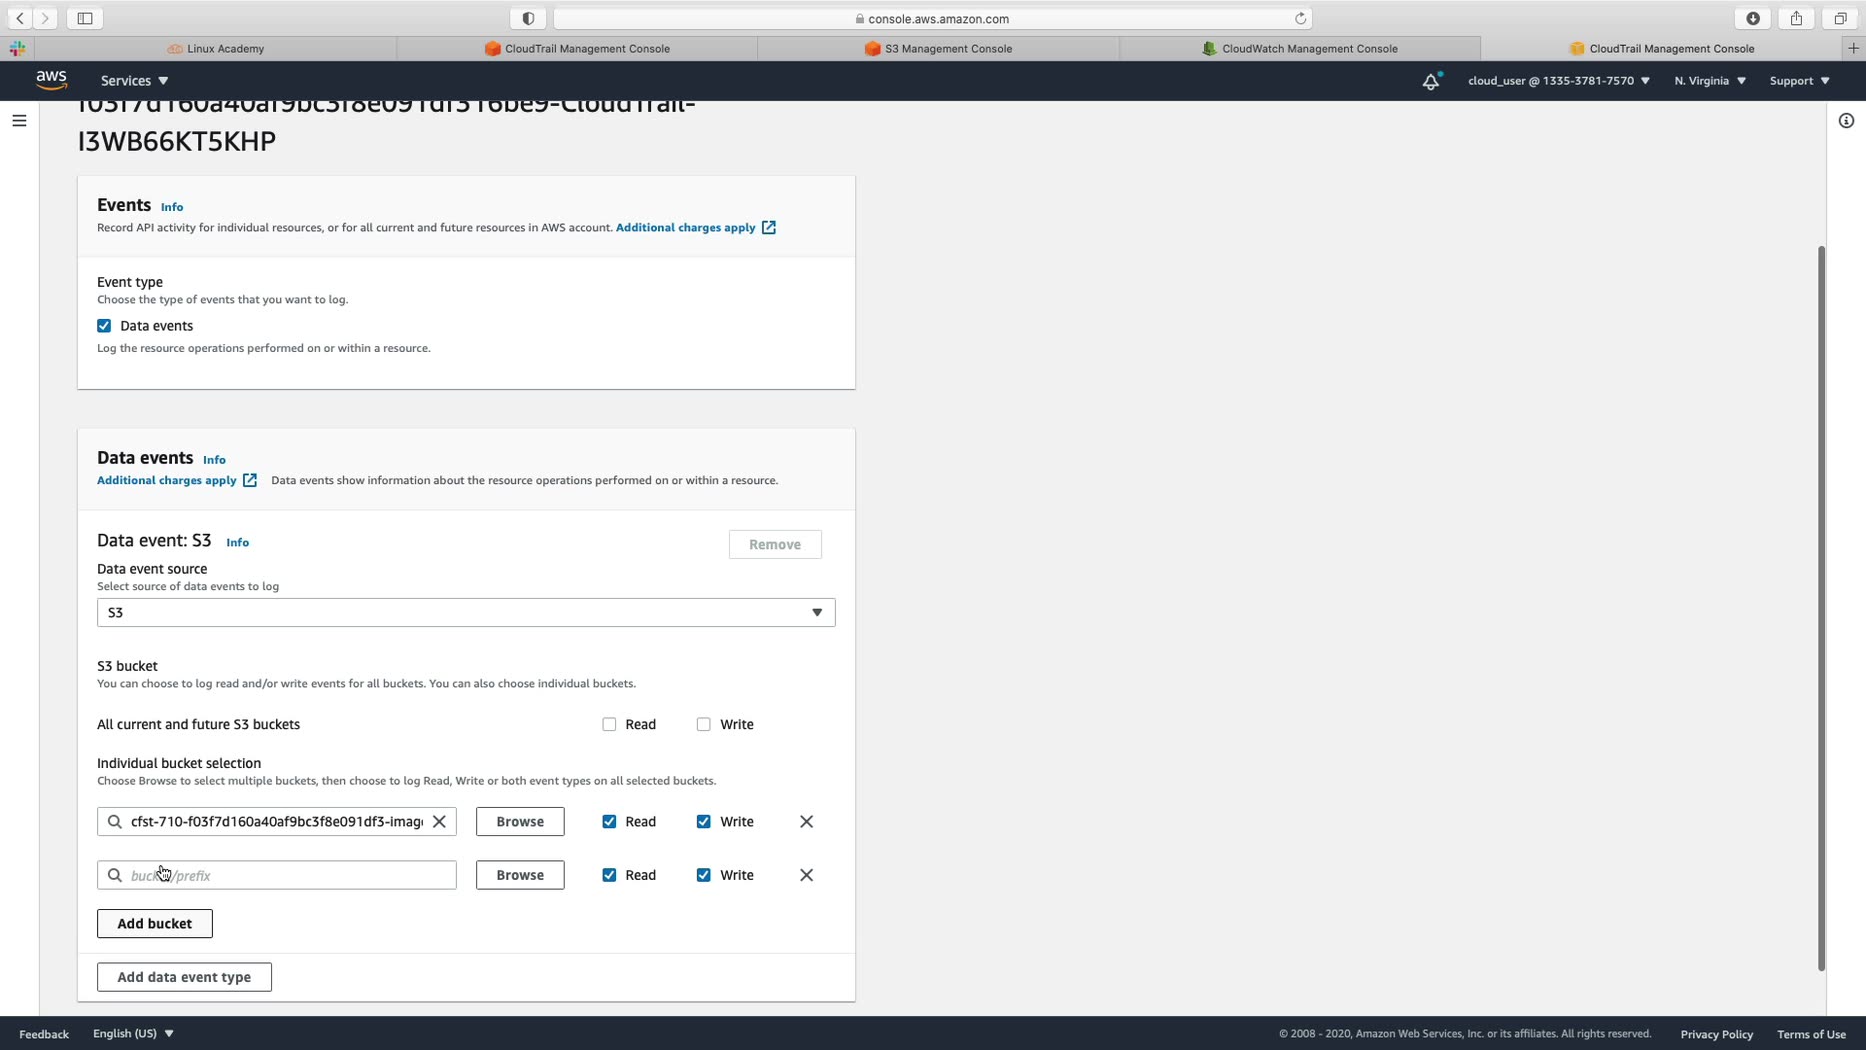 console.aws.amazon.com
Linux Academy
CloudTrail Management Console
S3 Management Console
CloudWatch Management Console
CloudTrail Management Console
aws
Services
cloud_user @ 1335-3781-7570
N. Virginia
Support
f03f7d160a40af9bc3f8e091df316be9-CloudTrail-
I3WB66KT5KHP
Events Info
Record API activity for individual resources, or for all current and future resources in AWS account. Additional charges apply
Event type
Choose the type of events that you want to log.
Data events
Log the resource operations performed on or within a resource.
Data events Info
Additional charges apply Data events show information about the resource operations performed on or within a resource.
Data event: S3 Info
Remove
Data event source
Select source of data events to log
S3
S3 bucket
You can choose to log read and/or write events for all buckets. You can also choose individual buckets.
All current and future S3 buckets Read Write
Individual bucket selection
Choose Browse to select multiple buckets, then choose to log Read, Write or both event types on all selected buckets.
cfst-710-f03f7d160a40af9bc3f8e091df3-imag Browse Read Write
/prefix Browse Read Write
Add bucket
Add data event type
Feedback English (US) © 2008 - 2020, Amazon Web Services, Inc. or its affiliates. All rights reserved. Privacy Policy Terms of Use